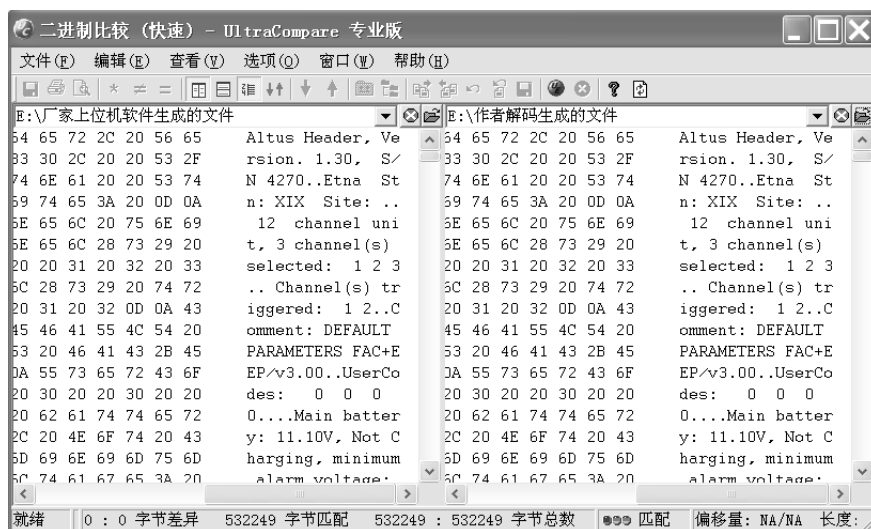 二进制比较 (快速) - UltraCompare 专业版
文件(F) 编辑(E) 查看(V) 选项(O) 窗口(W) 帮助(H)
E:\厂家上位机软件生成的文件 E:\作者解码生成的文件
64 65 72 2C 20 56 65 Altus Header, Ve 64 65 72 2C 20 56 65 Altus Header, Ve
33 30 2C 20 20 53 2F rsion. 1.30, S/ 33 30 2C 20 20 53 2F rsion. 1.30, S/
74 6E 61 20 20 53 74 N 4270..Etna St 74 6E 61 20 20 53 74 N 4270..Etna St
69 74 65 3A 20 0D 0A n: XIX Site: .. 69 74 65 3A 20 0D 0A n: XIX Site: ..
6E 65 6C 20 75 6E 69 12 channel uni 6E 65 6C 20 75 6E 69 12 channel uni
6E 65 6C 28 73 29 20 t, 3 channel(s) 6E 65 6C 28 73 29 20 t, 3 channel(s)
20 20 31 20 32 20 33 selected: 1 2 3 20 20 31 20 32 20 33 selected: 1 2 3
6C 28 73 29 20 74 72 .. Channel(s) tr 6C 28 73 29 20 74 72 .. Channel(s) tr
20 31 20 32 0D 0A 43 iggered: 1 2..C 20 31 20 32 0D 0A 43 iggered: 1 2..C
45 46 41 55 4C 54 20 omment: DEFAULT 45 46 41 55 4C 54 20 omment: DEFAULT
53 20 46 41 43 2B 45 PARAMETERS FAC+E 53 20 46 41 43 2B 45 PARAMETERS FAC+E
0A 55 73 65 72 43 6F EP/v3.00..UserCo 0A 55 73 65 72 43 6F EP/v3.00..UserCo
20 30 20 20 30 20 20 des: 0 0 0 20 30 20 20 30 20 20 des: 0 0 0
20 62 61 74 74 65 72 0....Main batter 20 62 61 74 74 65 72 0....Main batter
2C 20 4E 6F 74 20 43 y: 11.10V, Not C 2C 20 4E 6F 74 20 43 y: 11.10V, Not C
6D 69 6E 69 6D 75 6D harging, minimum 6D 69 6E 69 6D 75 6D harging, minimum
6C 74 61 67 65 3A 20 alarm voltage: 6C 74 61 67 65 3A 20 alarm voltage:
就绪 0 : 0 字节差异 532249 字节匹配 532249 : 532249 字节总数 匹配 偏移量: NA/NA 长度: